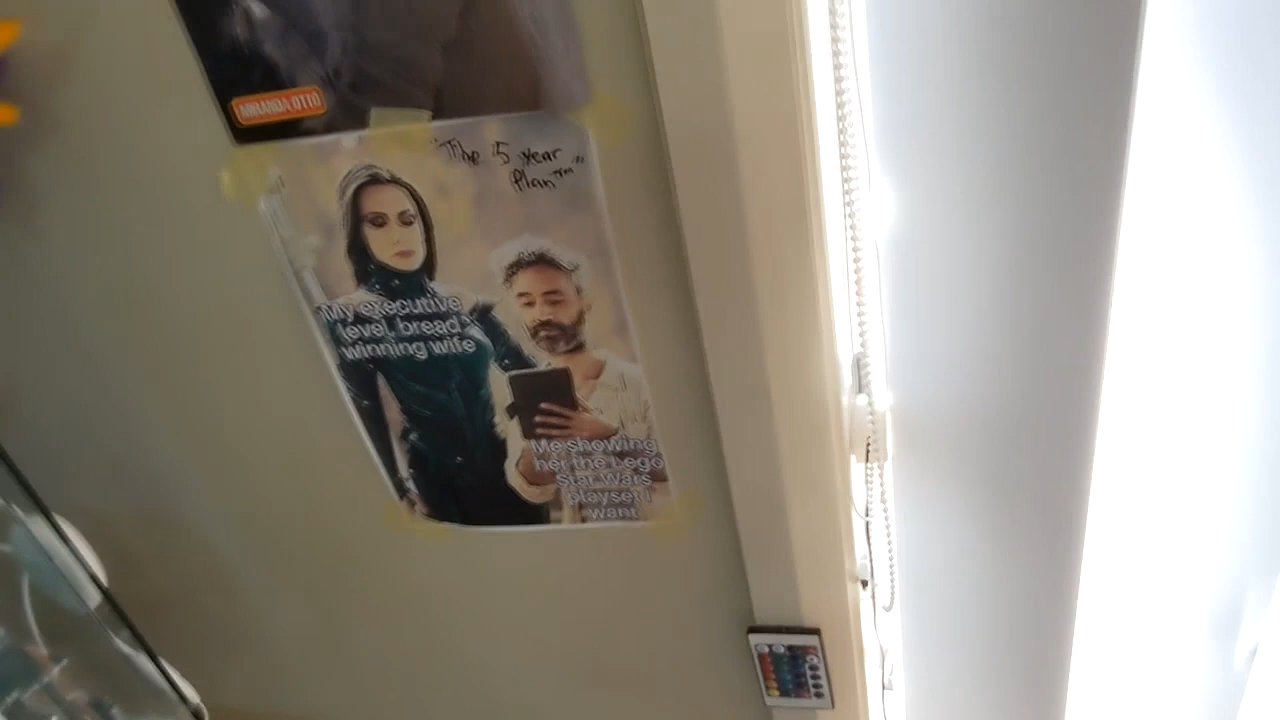 MIRANDA OTTO
"The 5 year
Plan™"
My executive
level, bread
winning wife
Me showing
her the Lego
Star Wars
playset I
want